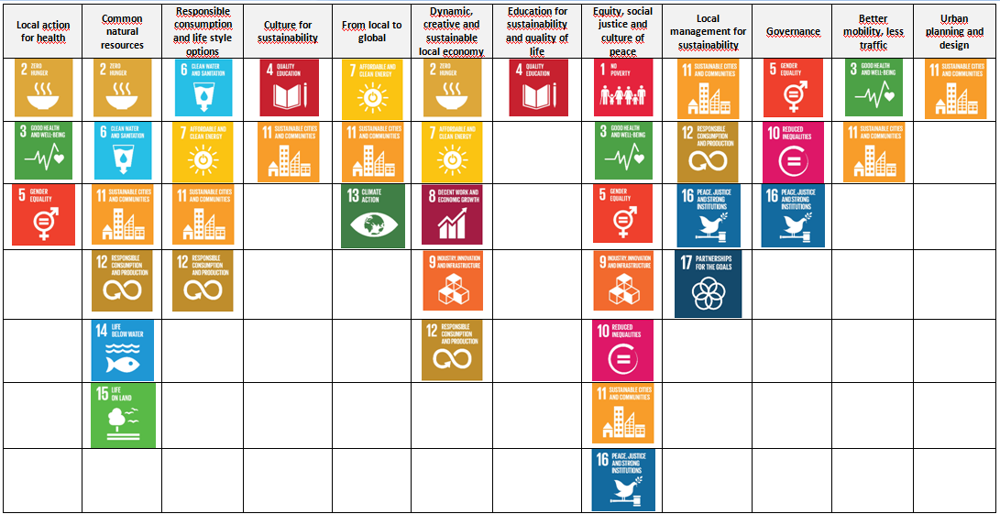 Local action
for health
Common
natural
resources
Responsible
consumption
and life style
options
Culture for
sustainability
From local to
global
Dynamic,
creative and
sustainable
local economy
Education for
sustainability
and quality of
life
Equity, social
justice and
culture of
peace
Local
management for
sustainability
Governance
Better
mobility, less
traffic
Urban
planning and
design
2 ZERO
HUNGER
2 ZERO
HUNGER
6 CLEAN WATER
AND SANITATION
4 QUALITY
EDUCATION
7 AFFORDABLE AND
CLEAN ENERGY
2 ZERO
HUNGER
4 QUALITY
EDUCATION
1 NO
POVERTY
11 SUSTAINABLE CITIES
AND COMMUNITIES
5 GENDER
EQUALITY
3 GOOD HEALTH
AND WELL-BEING
11 SUSTAINABLE CITIES
AND COMMUNITIES
3 GOOD HEALTH
AND WELL-BEING
6 CLEAN WATER
AND SANITATION
7 AFFORDABLE AND
CLEAN ENERGY
11 SUSTAINABLE CITIES
AND COMMUNITIES
11 SUSTAINABLE CITIES
AND COMMUNITIES
7 AFFORDABLE AND
CLEAN ENERGY
3 GOOD HEALTH
AND WELL-BEING
12 RESPONSIBLE
CONSUMPTION
AND PRODUCTION
10 REDUCED
INEQUALITIES
11 SUSTAINABLE CITIES
AND COMMUNITIES
5 GENDER
EQUALITY
11 SUSTAINABLE CITIES
AND COMMUNITIES
11 SUSTAINABLE CITIES
AND COMMUNITIES
13 CLIMATE
ACTION
8 DECENT WORK AND
ECONOMIC GROWTH
5 GENDER
EQUALITY
16 PEACE, JUSTICE
AND STRONG
INSTITUTIONS
16 PEACE, JUSTICE
AND STRONG
INSTITUTIONS
12 RESPONSIBLE
CONSUMPTION
AND PRODUCTION
12 RESPONSIBLE
CONSUMPTION
AND PRODUCTION
9 INDUSTRY, INNOVATION
AND INFRASTRUCTURE
9 INDUSTRY, INNOVATION
AND INFRASTRUCTURE
17 PARTNERSHIPS
FOR THE GOALS
14 LIFE
BELOW WATER
12 RESPONSIBLE
CONSUMPTION
AND PRODUCTION
10 REDUCED
INEQUALITIES
15 LIFE
ON LAND
11 SUSTAINABLE CITIES
AND COMMUNITIES
16 PEACE, JUSTICE
AND STRONG
INSTITUTIONS